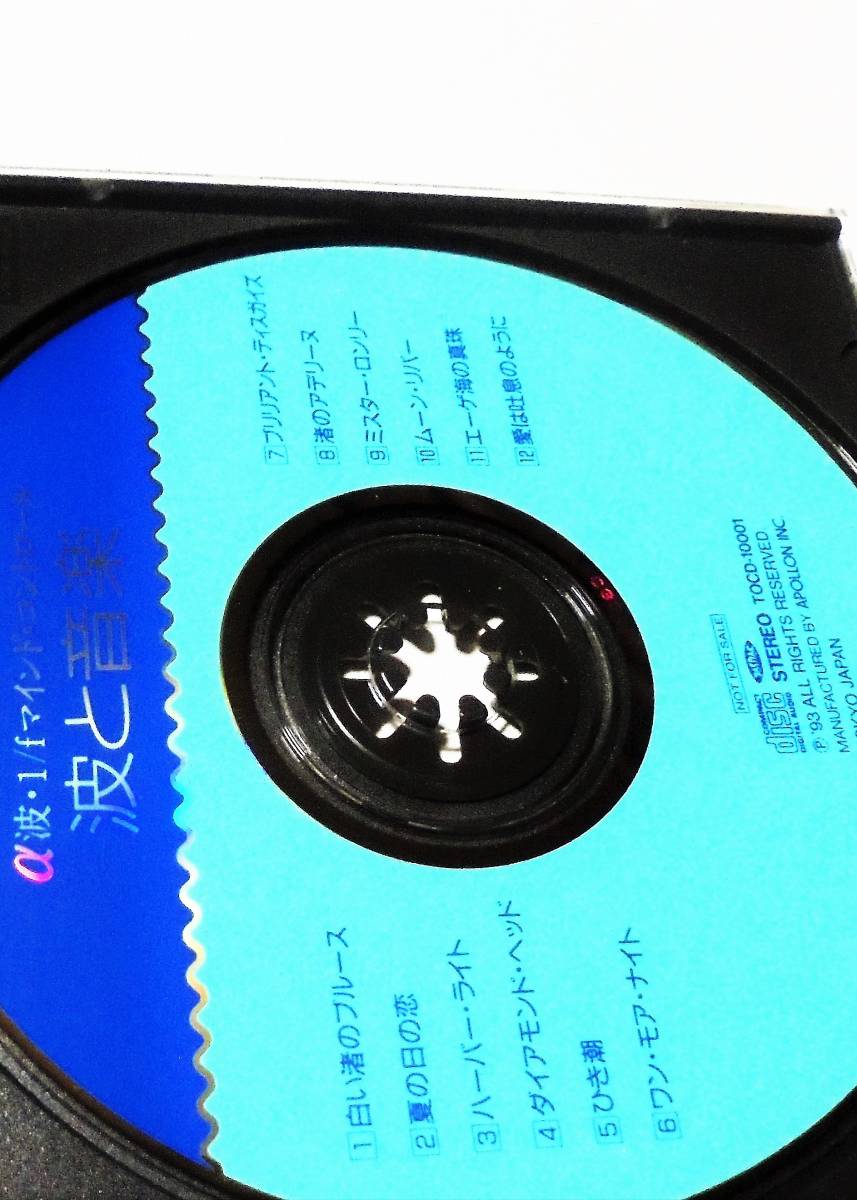 α波・1/fマインド・コントロール
波と音楽
1 白い渚のブルース
2 夏の日の恋
3 ハーバー・ライト
4 ダイアモンド・ヘッド
5 ひき潮
6 ワン・モア・ナイト
7 ブリリアント・ディスガイズ
8 渚のアデリーヌ
9 ミスター・ロンリー
10 ムーン・リバー
11 エーゲ海の真珠
12 愛は吐息のように
NOT FOR SALE
COMPACT disc DIGITAL AUDIO
STEREO TOCD-10001
Ⓟ '93 ALL RIGHTS RESERVED
MANUFACTURED BY APOLLON INC.
JAPAN